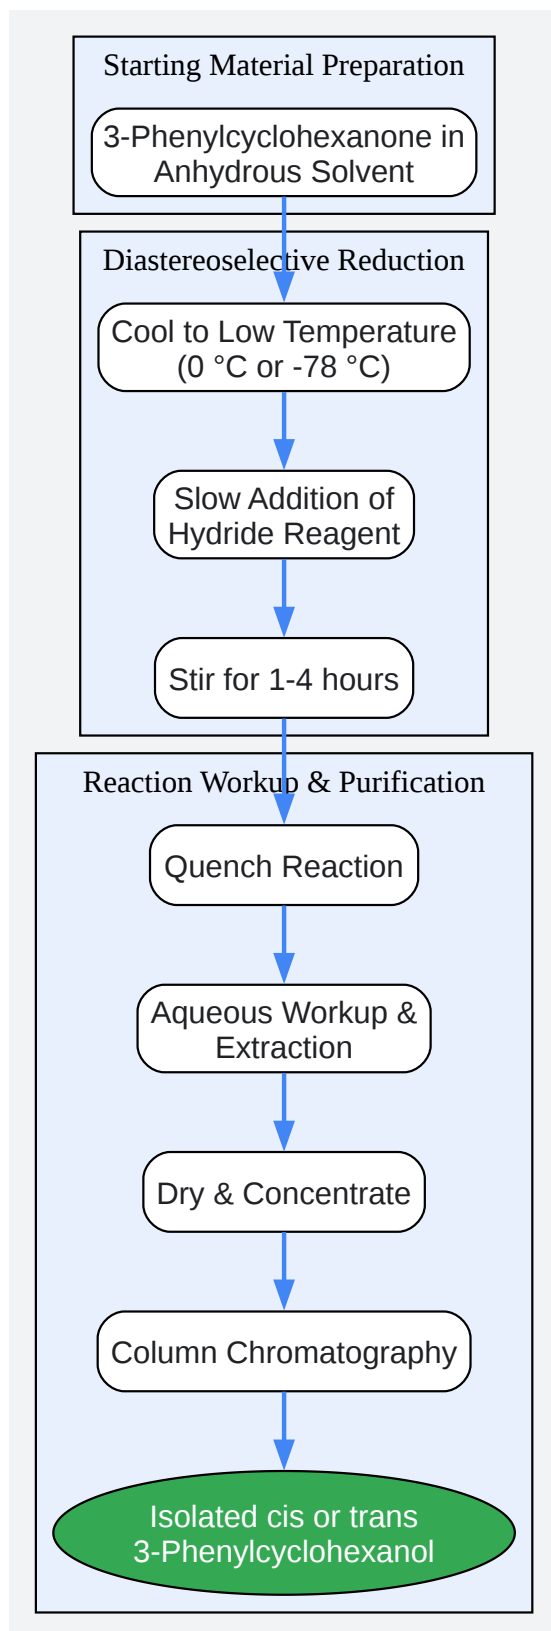 Starting Material Preparation
3-Phenylcyclohexanone in
Anhydrous Solvent
Diastereoselective Reduction
Cool to Low Temperature
(0 °C or -78 °C)
Slow Addition of
Hydride Reagent
Stir for 1-4 hours
Reaction Workup & Purification
Quench Reaction
Aqueous Workup &
Extraction
Dry & Concentrate
Column Chromatography
Isolated cis or trans
3-Phenylcyclohexanol